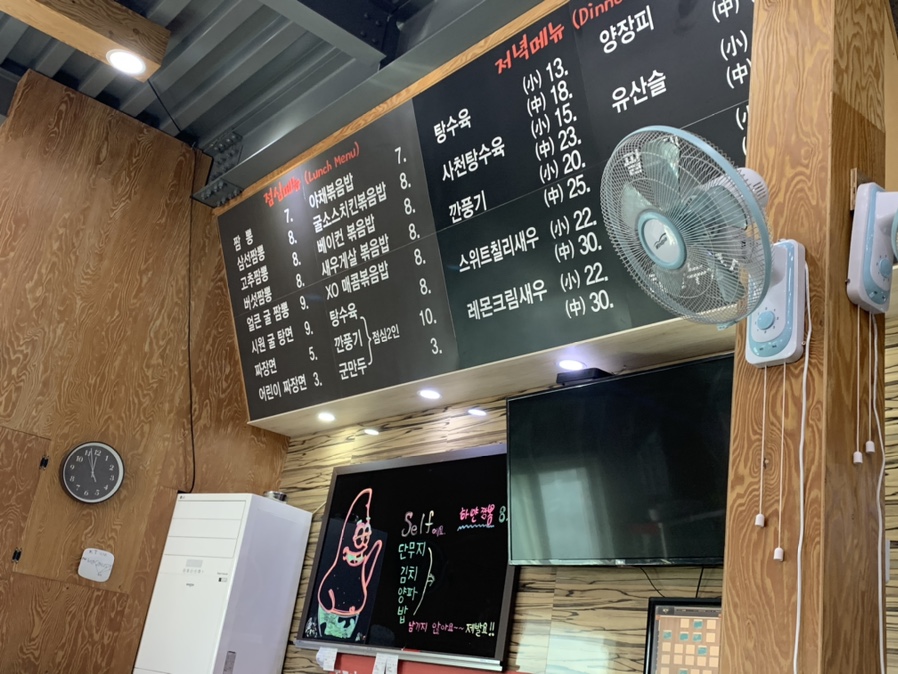 점심메뉴 (Lunch Menu)
짬 뽕 7.
삼선짬뽕 8.
고추짬뽕 8.
버섯짬뽕 8.
얼큰 굴 짬뽕 9.
시원 굴 탕면 9.
짜장면 5.
어린이 짜장면 3.
야채볶음밥 7.
굴소스치킨볶음밥 8.
베이컨 볶음밥 8.
새우게살 볶음밥 8.
XO 매콤볶음밥 8.
탕수육
깐풍기 점심2인 10.
군만두 3.
저녁메뉴 (Dinne
탕수육 (小) 13.
(中) 18.
사천탕수육 (小) 15.
(中) 23.
깐풍기 (小) 20.
(中) 25.
스위트칠리새우 (小) 22.
(中) 30.
레몬크림새우 (小) 22.
(中) 30.
양장피 (中)
유산슬 (小)
(中)
Self
하얀짬뽕 8.
단무지
김치
양파
밥
남기지 않아요~~ 제발요!!